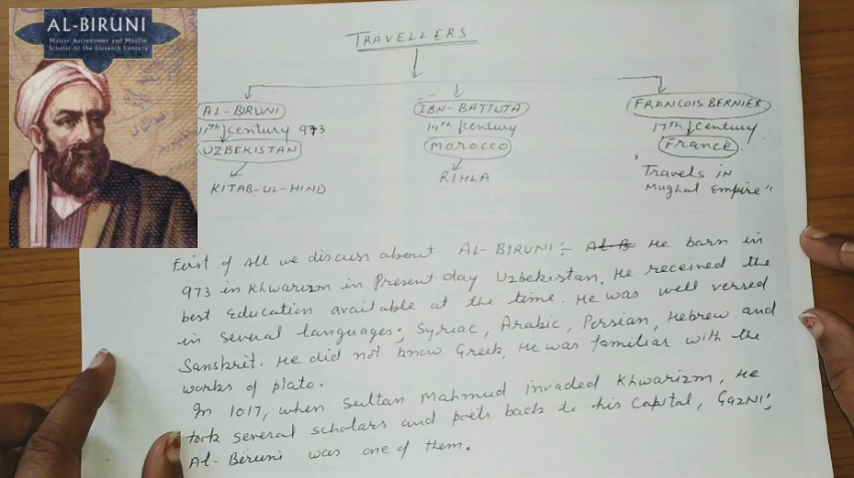 AL-BIRUNI
Master Astronomer and Muslim
Scholar of the Eleventh Century
TRAVELLERS
AL-BIRUNI
11th century 973
UZBEKISTAN
KITAB-UL-HIND
IBN-BATTUTA
14th century
MOROCCO
RIHLA
FRANCOIS BERNIER
17th century
France.
"Travels in
Mughal Empire"
First of all we discuss about AL-BIRUNI:- Al B He barn in
973 in Khwarizm in Present day Uzbekistan. He received the
best Education available at the time. He was well versed
in several languages; Syriac, Arabic, Persian, Hebrew and
Sanskrit. He did not know Greek, He was familiar with the
works of plato.
In 1017, when Sultan Mahmud invaded Khwarizm, He
took several scholars and poets back to his Capital, Gazni;
Al-Biruni was one of them.